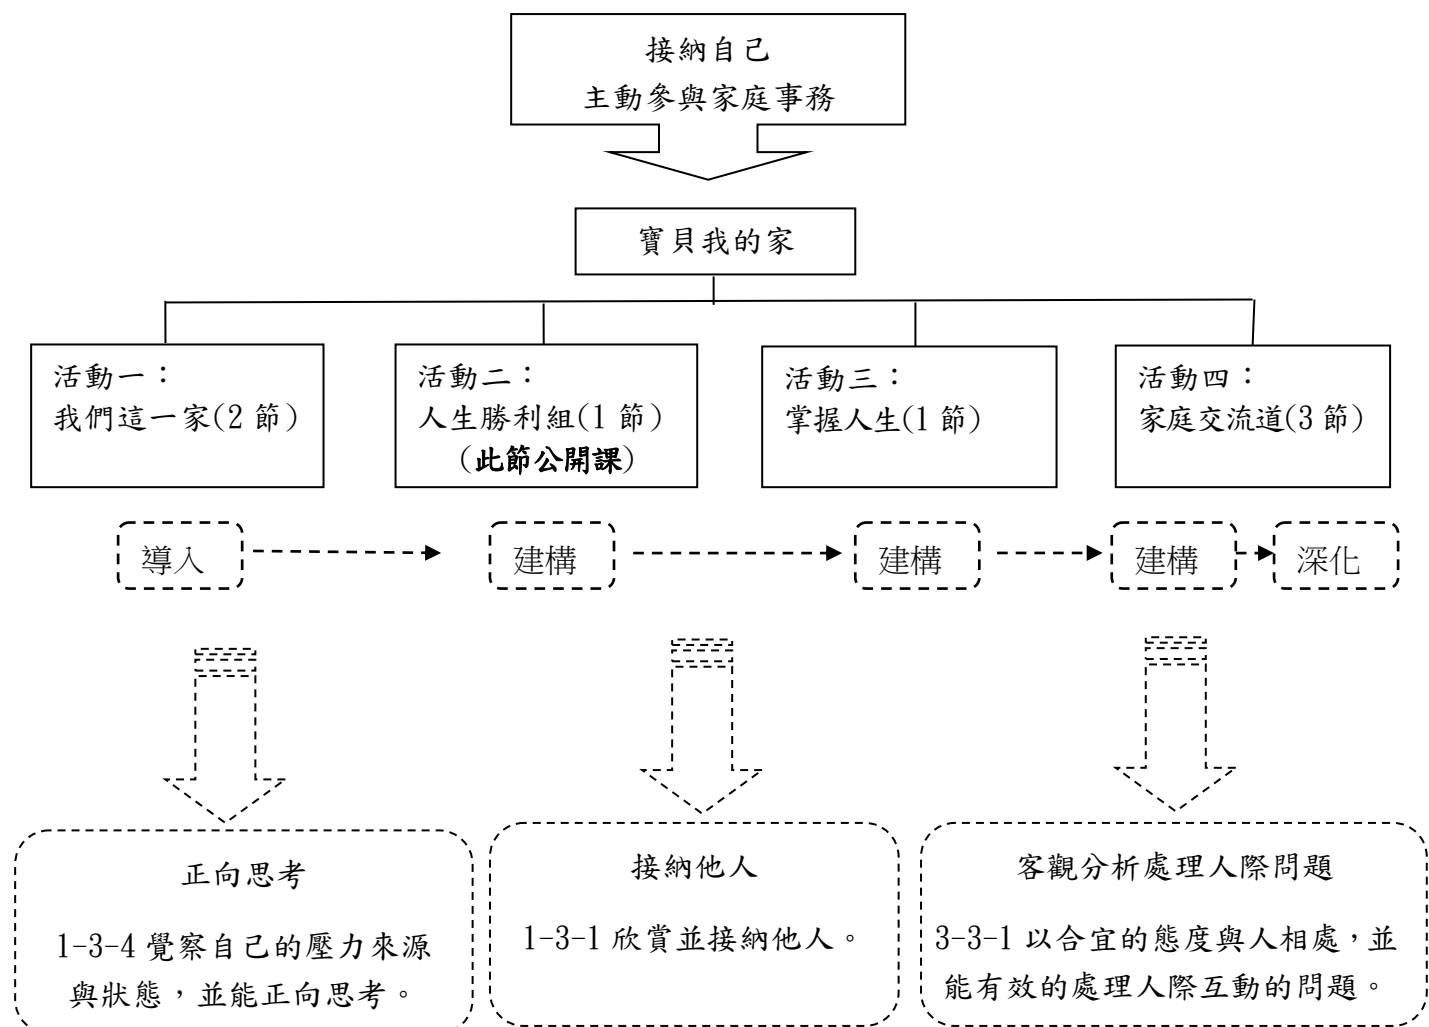 接納自己
主動參與家庭事務
寶貝我的家
活動一：
我們這一家(2 節)
活動二：
人生勝利組(1 節)
(此節公開課)
活動三：
掌握人生(1 節)
活動四：
家庭交流道(3 節)
導入
建構
建構
建構
深化
正向思考
1-3-4 覺察自己的壓力來源
與狀態，並能正向思考。
接納他人
1-3-1 欣賞並接納他人。
客觀分析處理人際問題
3-3-1 以合宜的態度與人相處，並
能有效的處理人際互動的問題。